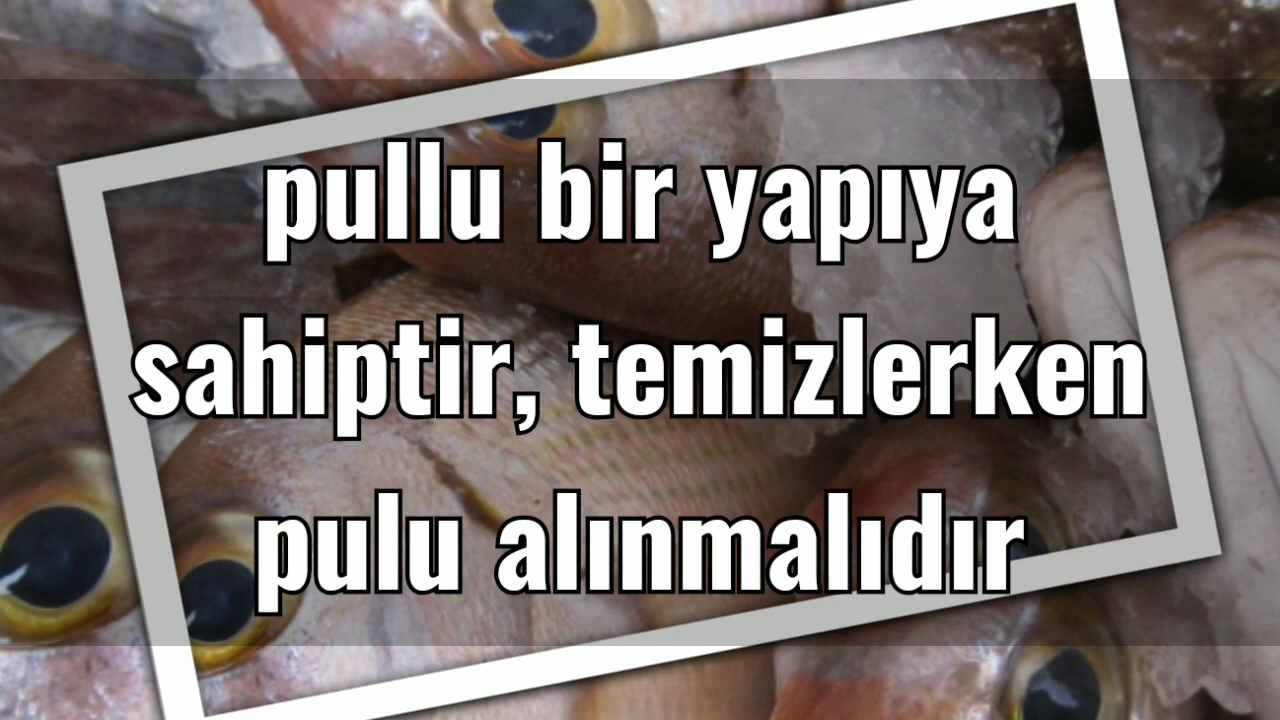 pullu bir yapıya
sahiptir, temizlerken
pulu alınmalıdır